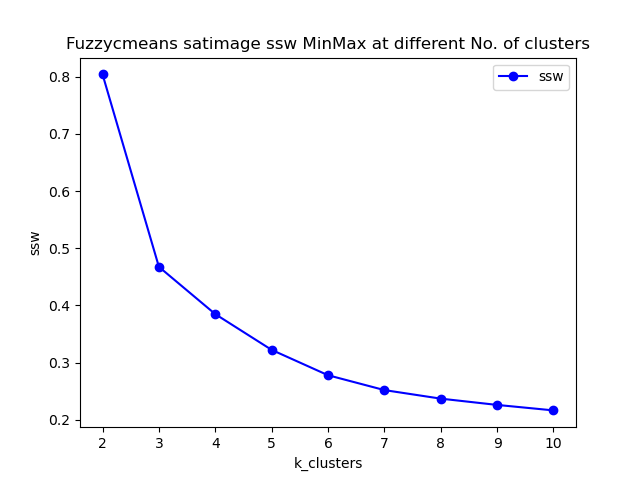 Fuzzycmeans satimage ssw MinMax at different No. of clusters
ssw
0.8
0.7
0.6
0.5
0.4
0.3
0.2
ssw
2 3 4 5 6 7 8 9 10
k_clusters